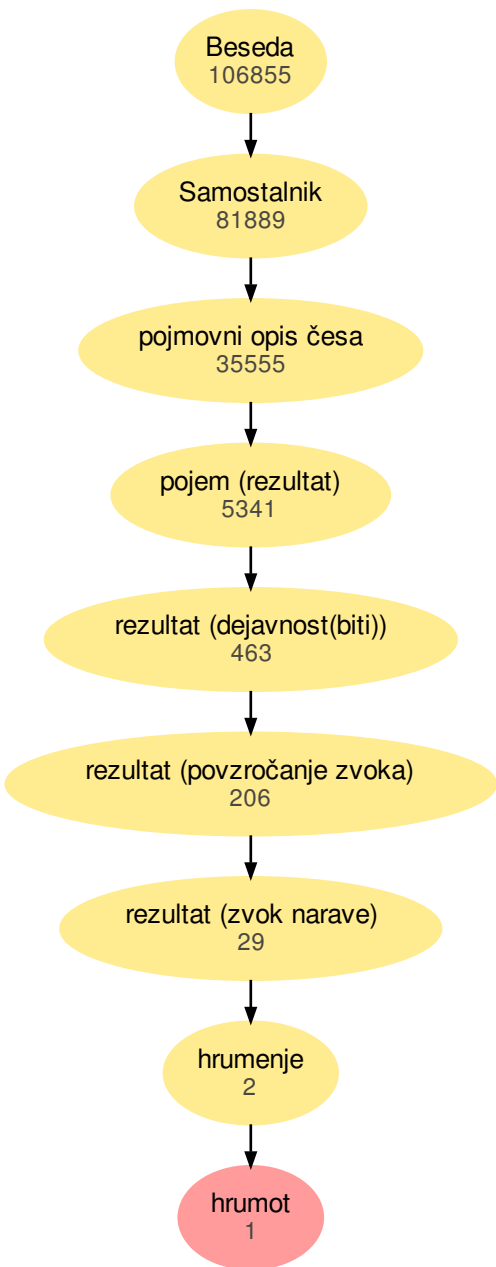 Beseda
106855
Samostalnik
81889
pojmovni opis česa
35555
pojem (rezultat)
5341
rezultat (dejavnost(biti))
463
rezultat (povzročanje zvoka)
206
rezultat (zvok narave)
29
hrumenje
2
hrumot
1